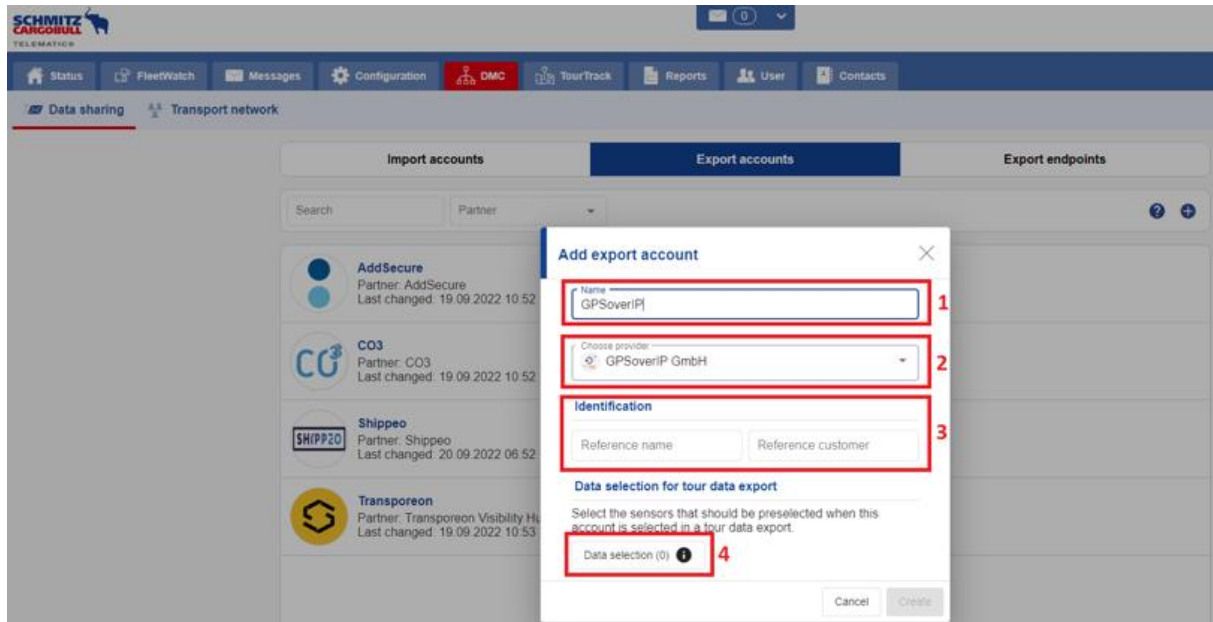 SCHMITZ
CARGOBULL
TELEMATICS
(0)
Status FleetWatch Messages Configuration DMC TourTrack Reports User Contacts
Data sharing Transport network
Import accounts Export accounts Export endpoints
Search Partner
Add export account
Name
GPSoverIP
1
Choose provider
GPSoverIP GmbH
2
Identification
Reference name Reference customer
3
Data selection for tour data export
Select the sensors that should be preselected when this
account is selected in a tour data export.
Data selection (0)
4
Cancel Create
AddSecure
Partner: AddSecure
Last changed: 19.09.2022 10:52
CO3
CO3
Partner: CO3
Last changed: 19.09.2022 10:52
SHIPPEO
Shippeo
Partner: Shippeo
Last changed: 20.09.2022 06:52
Transporeon
Partner: Transporeon Visibility
Last changed: 19.09.2022 10:53